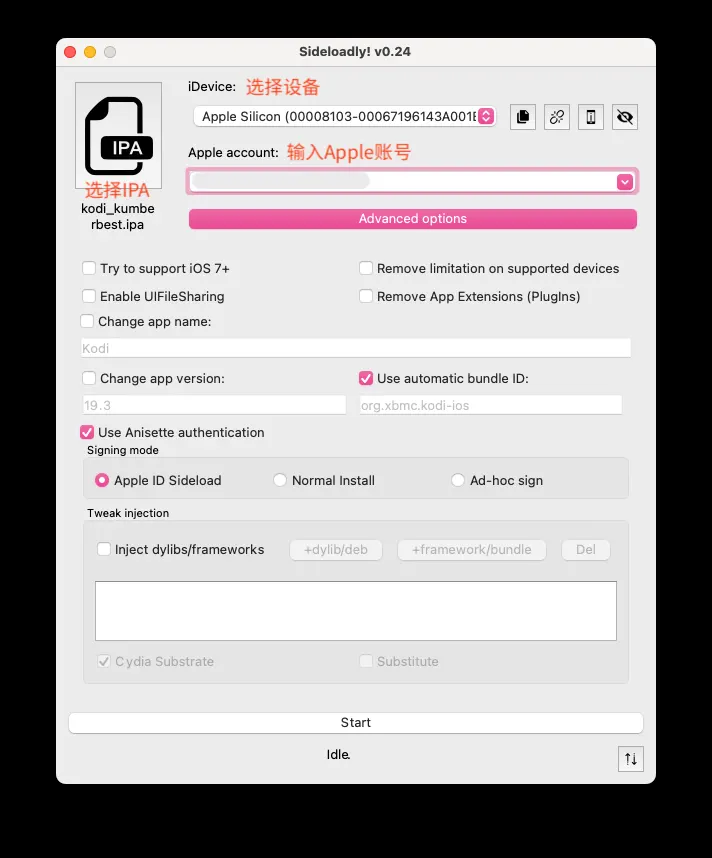 Sideloadly! v0.24
iDevice: 选择设备
Apple Silicon (00008103-00067196143A001E
Apple account: 输入Apple账号
IPA
选择IPA
kodi_kumbe
rbest.ipa
Advanced options
Try to support iOS 7+
Remove limitation on supported devices
Enable UIFileSharing
Remove App Extensions (PlugIns)
Change app name:
Kodi
Change app version:
Use automatic bundle ID:
19.3
org.xbmc.kodi-ios
Use Anisette authentication
Signing mode
Apple ID Sideload
Normal Install
Ad-hoc sign
Tweak injection
Inject dylibs/frameworks
+dylib/deb
+framework/bundle
Del
Cydia Substrate
Substitute
Start
Idle.